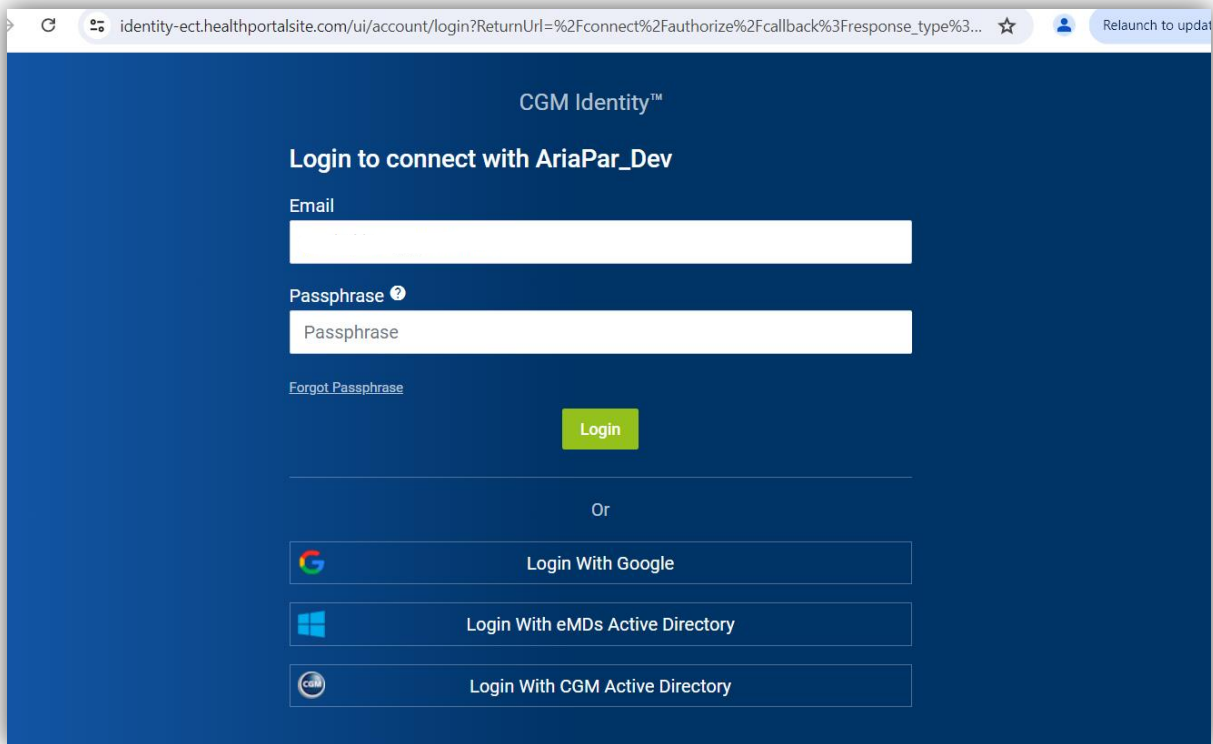 identity-ect.healthportalsite.com/ui/account/login?ReturnUrl=%2Fconnect%2Fauthorize%2Fcallback%3Fresponse_type%3...
Relaunch to updat
CGM Identity™
Login to connect with AriaPar_Dev
Email
Passphrase ?
Passphrase
Forgot Passphrase
Login
Or
Login With Google
Login With eMDs Active Directory
CGM Login With CGM Active Directory